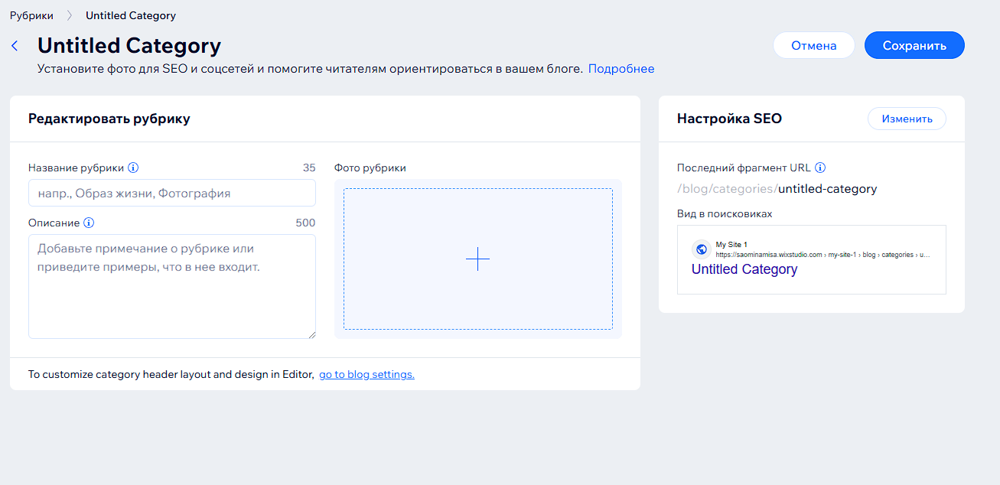 Рубрики
Untitled Category
Untitled Category
Отмена
Сохранить
Установите фото для SEO и соцсетей и помогите читателям ориентироваться в вашем блоге. Подробнее
Редактировать рубрику
Название рубрики
35
напр., Образ жизни, Фотография
Описание
500
Добавьте примечание о рубрике или
приведите примеры, что в нее входит.
Фото рубрики
To customize category header layout and design in Editor, go to blog settings.
Настройка SEO
Изменить
Последний фрагмент URL
/blog/categories/untitled-category
Вид в поисковиках
My Site 1
https://saominamisa.wixstudio.com › my-site-1 › blog › categories › u...
Untitled Category